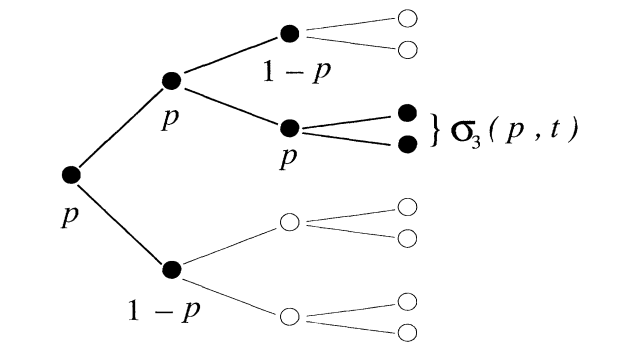 1 – p
p
p
} σ₃ ( p , t )
p
1 – p